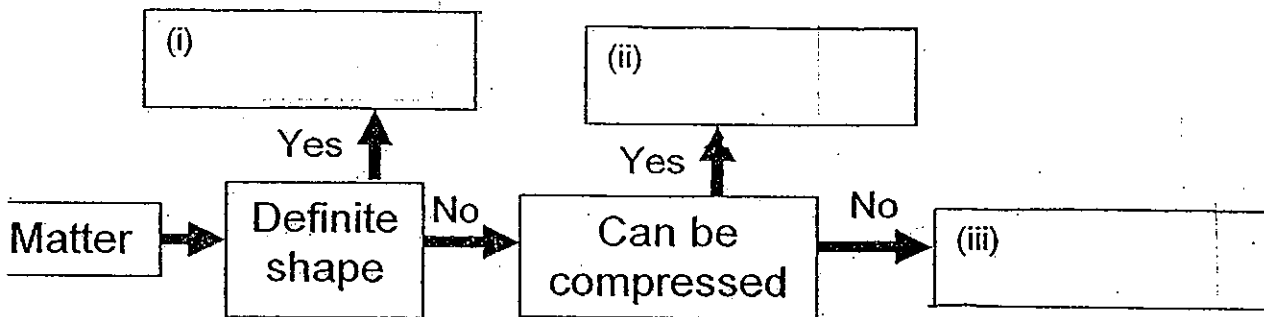 (i)
(ii)
Yes
Yes
Matter
Definite
shape
No
Can be
compressed
No
(iii)